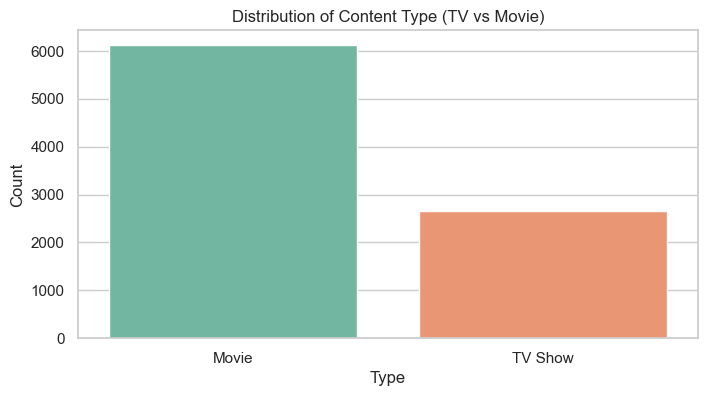 Distribution of Content Type (TV vs Movie)
6000
5000
4000
3000
2000
1000
0
Count
Movie
TV Show
Type